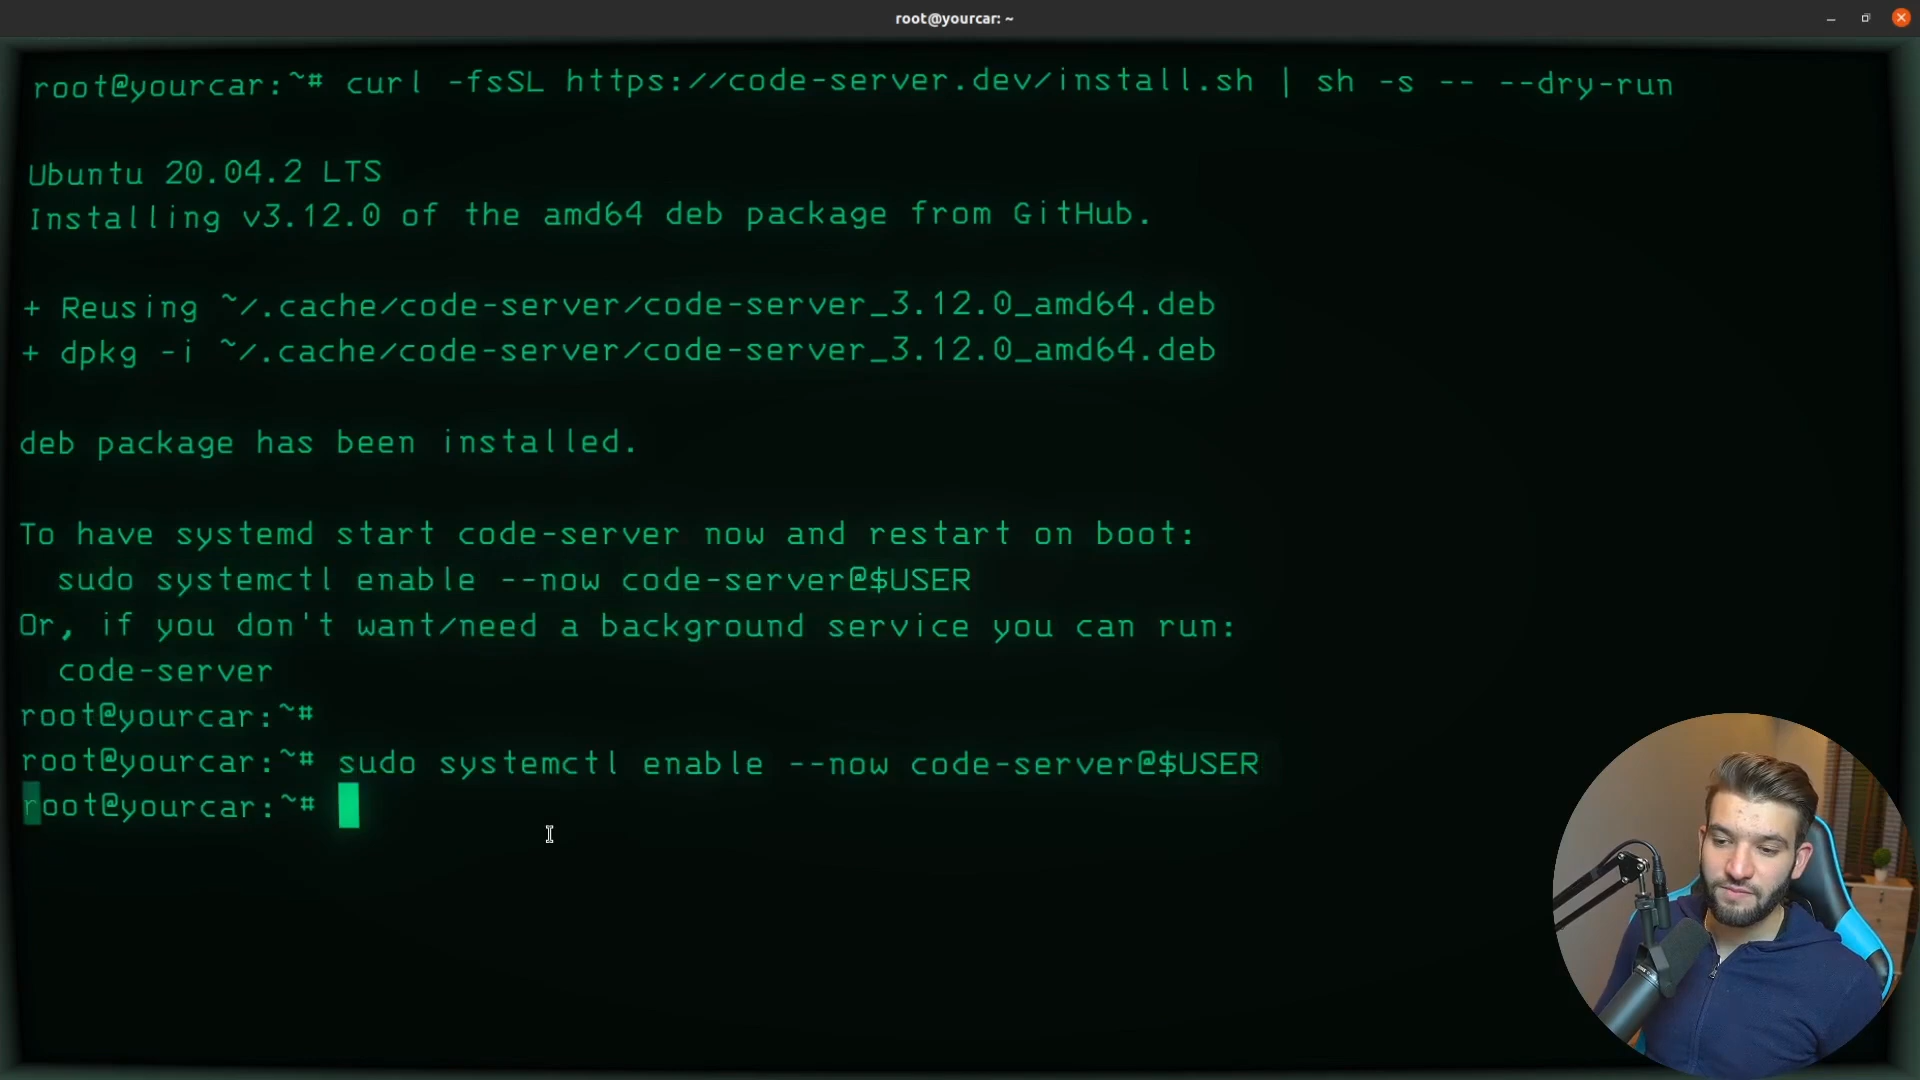 root@yourcar: ~
root@yourcar:~# curl -fsSL https://code-server.dev/install.sh | sh -s -- --dry-run
Ubuntu 20.04.2 LTS
Installing v3.12.0 of the amd64 deb package from GitHub.
+ Reusing ~/.cache/code-server/code-server_3.12.0_amd64.deb
+ dpkg -i ~/.cache/code-server/code-server_3.12.0_amd64.deb
deb package has been installed.
To have systemd start code-server now and restart on boot:
sudo systemctl enable --now code-server@$USER
Or, if you don't want/need a background service you can run:
code-server
root@yourcar:~#
root@yourcar:~# sudo systemctl enable --now code-server@$USER
root@yourcar:~#